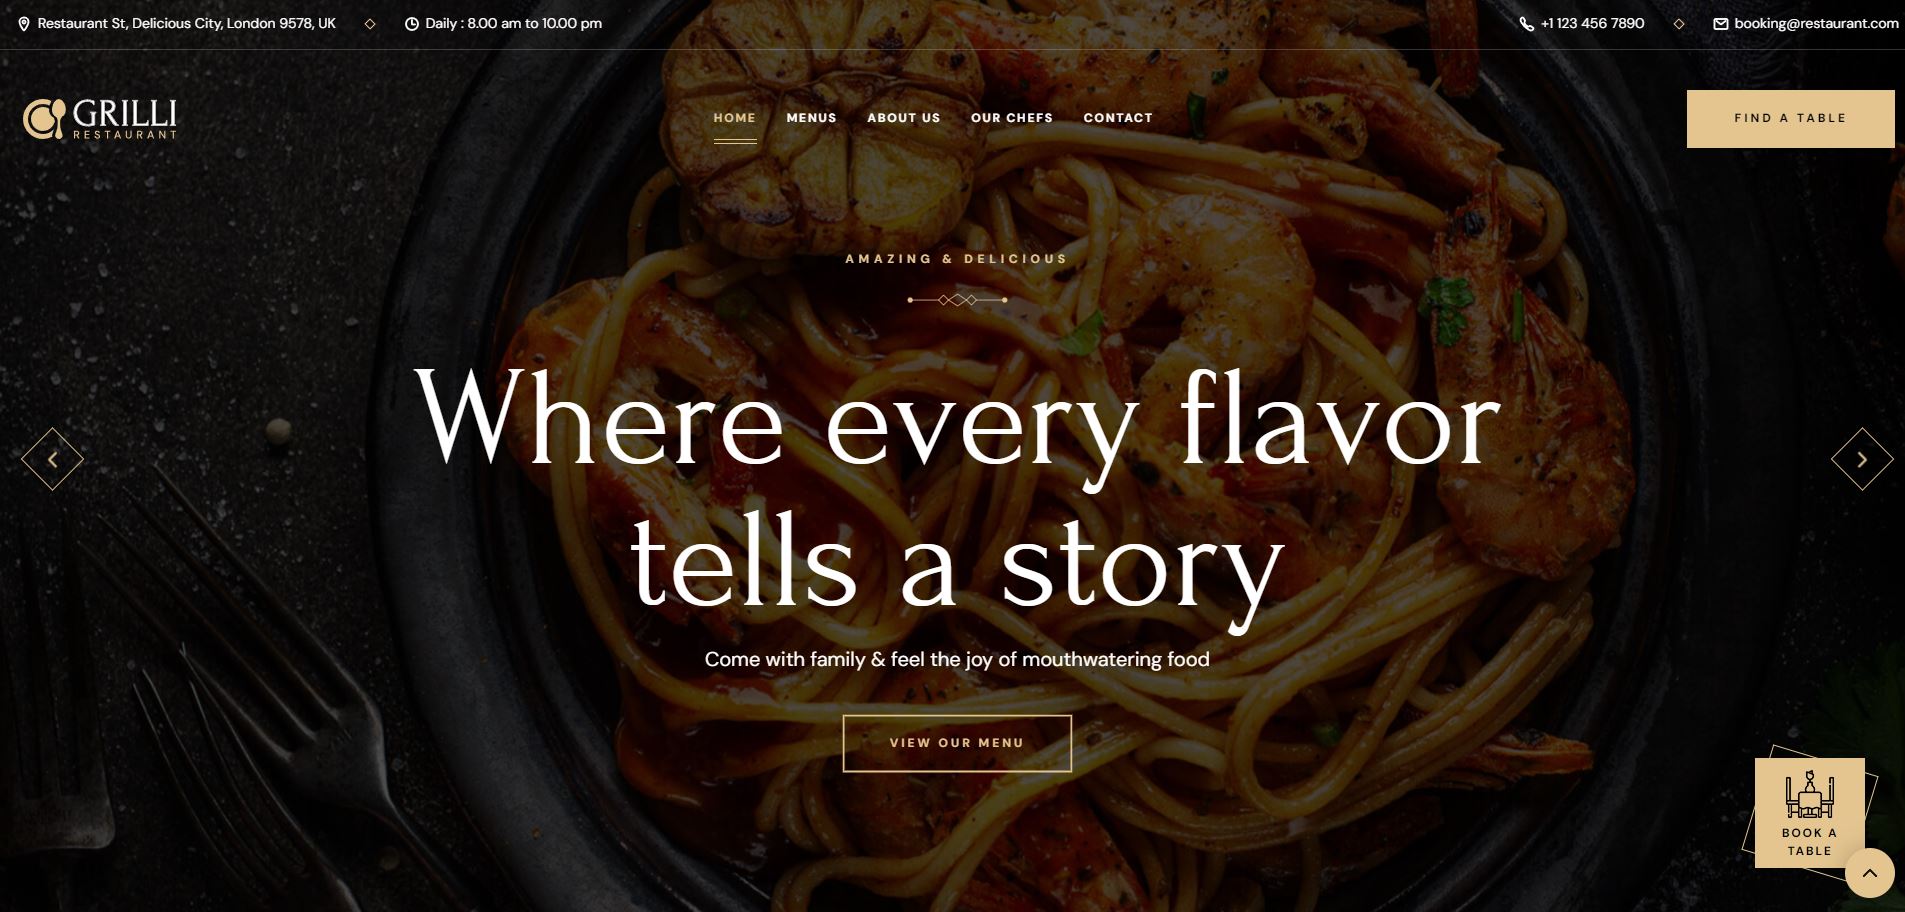 Restaurant St, Delicious City, London 9578, UK
Daily : 8.00 am to 10.00 pm
+1 123 456 7890
booking@restaurant.com
GRILLI
RESTAURANT
HOME
MENUS
ABOUT US
OUR CHEFS
CONTACT
FIND A TABLE
AMAZING & DELICIOUS
Where every flavor
tells a story
Come with family & feel the joy of mouthwatering food
VIEW OUR MENU
BOOK A
TABLE